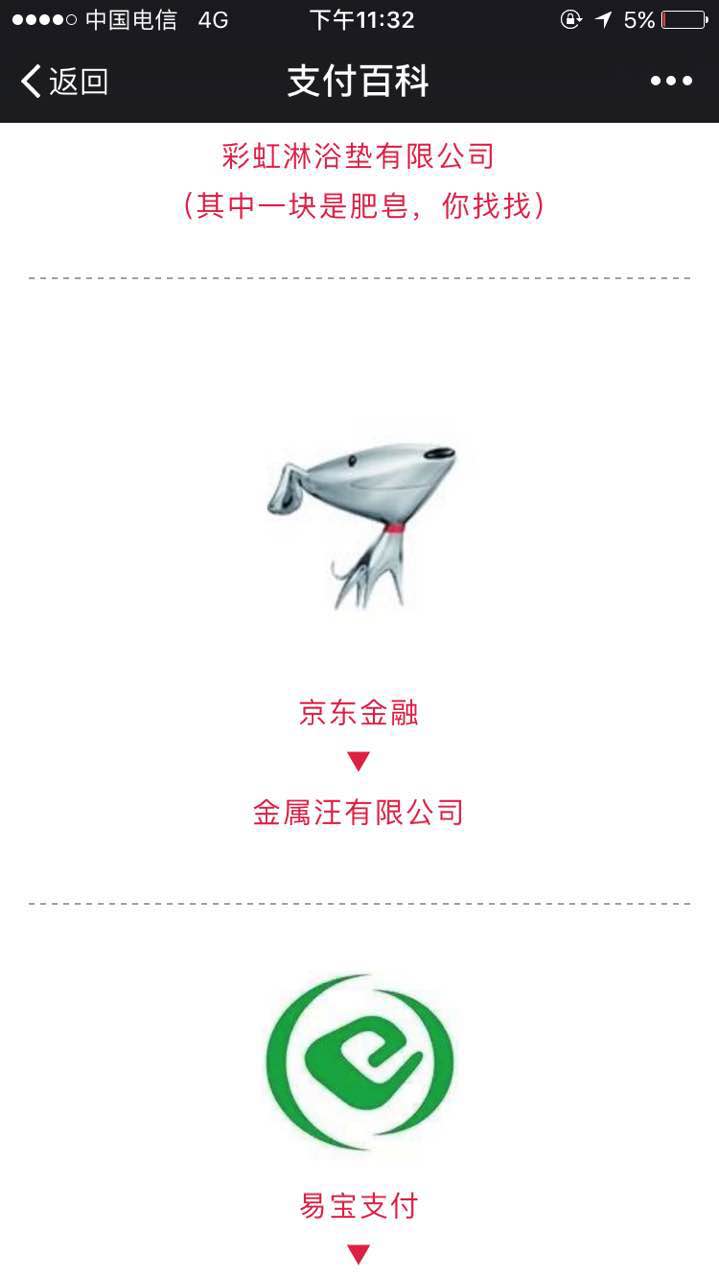 中国电信 4G 下午11:32 5%
返回 支付百科
彩虹淋浴垫有限公司
(其中一块是肥皂，你找找)
京东金融
▼
金属汪有限公司
易宝支付
▼